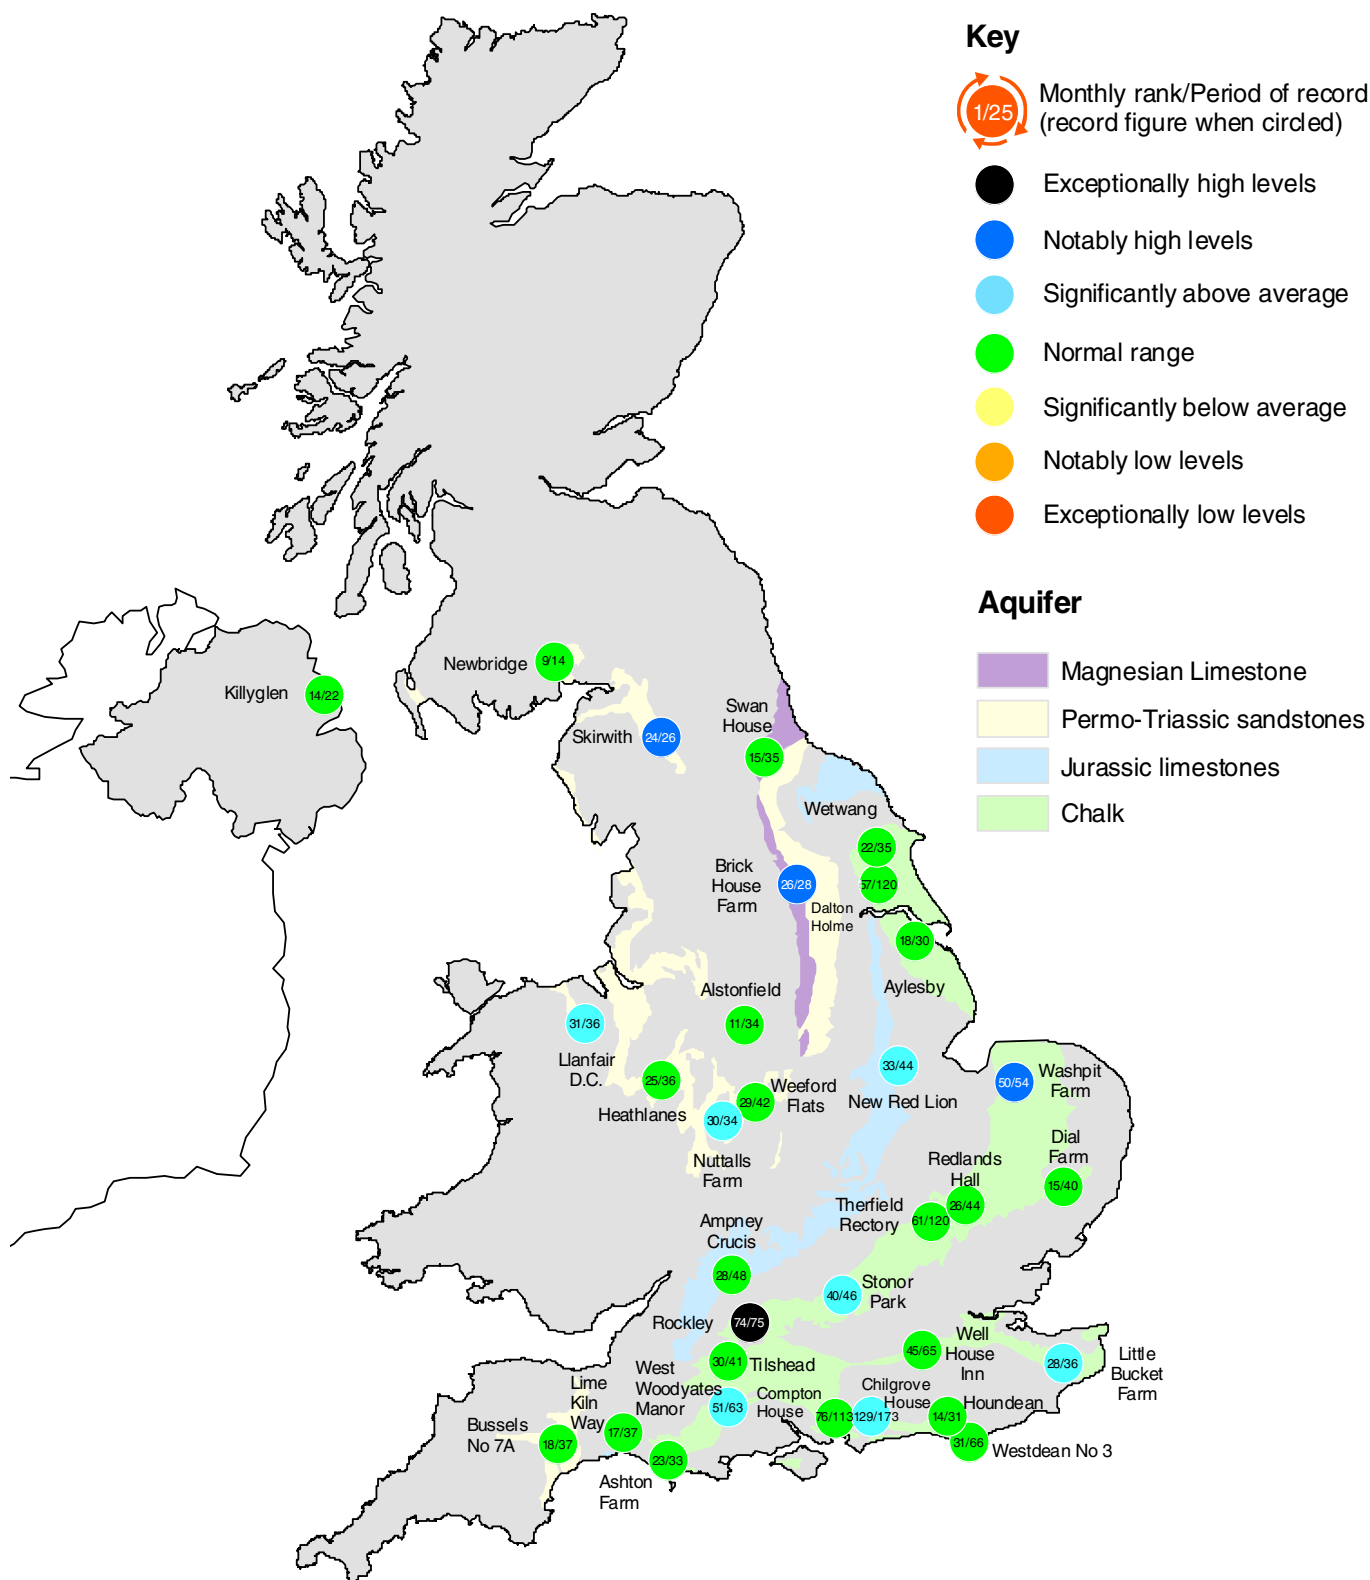 Key
1/25
Monthly rank/Period of record
(record figure when circled)
Exceptionally high levels
Notably high levels
Significantly above average
Normal range
Significantly below average
Notably low levels
Exceptionally low levels
Aquifer
Magnesian Limestone
Permo-Triassic sandstones
Jurassic limestones
Chalk
Newbridge
9/14
Killyglen
14/22
Skirwith
24/26
Swan
House
15/35
Wetwang
22/35
Brick
House
Farm
26/28
57/120
Dalton
Holme
18/30
Aylesby
Alstonfield
11/34
31/36
Llanfair
D.C.
25/36
Heathlanes
Weeford
Flats
29/42
30/34
Nuttalls
Farm
33/44
New Red Lion
50/54
Washpit
Farm
Dial
Farm
15/40
Redlands
Hall
26/44
Therfield
Rectory
61/120
Ampney
Crucis
28/48
40/46
Stonor
Park
Rockley
74/75
30/41
Tilshead
45/65
Well
House
Inn
28/36
Little
Bucket
Farm
West
Woodyates
Manor
51/63
Compton
House
76/113
Chilgrove
House
129/173
Houndean
14/31
31/66
Westdean No 3
Lime
Kiln
Way
17/37
Bussels
No 7A
18/37
23/33
Ashton
Farm